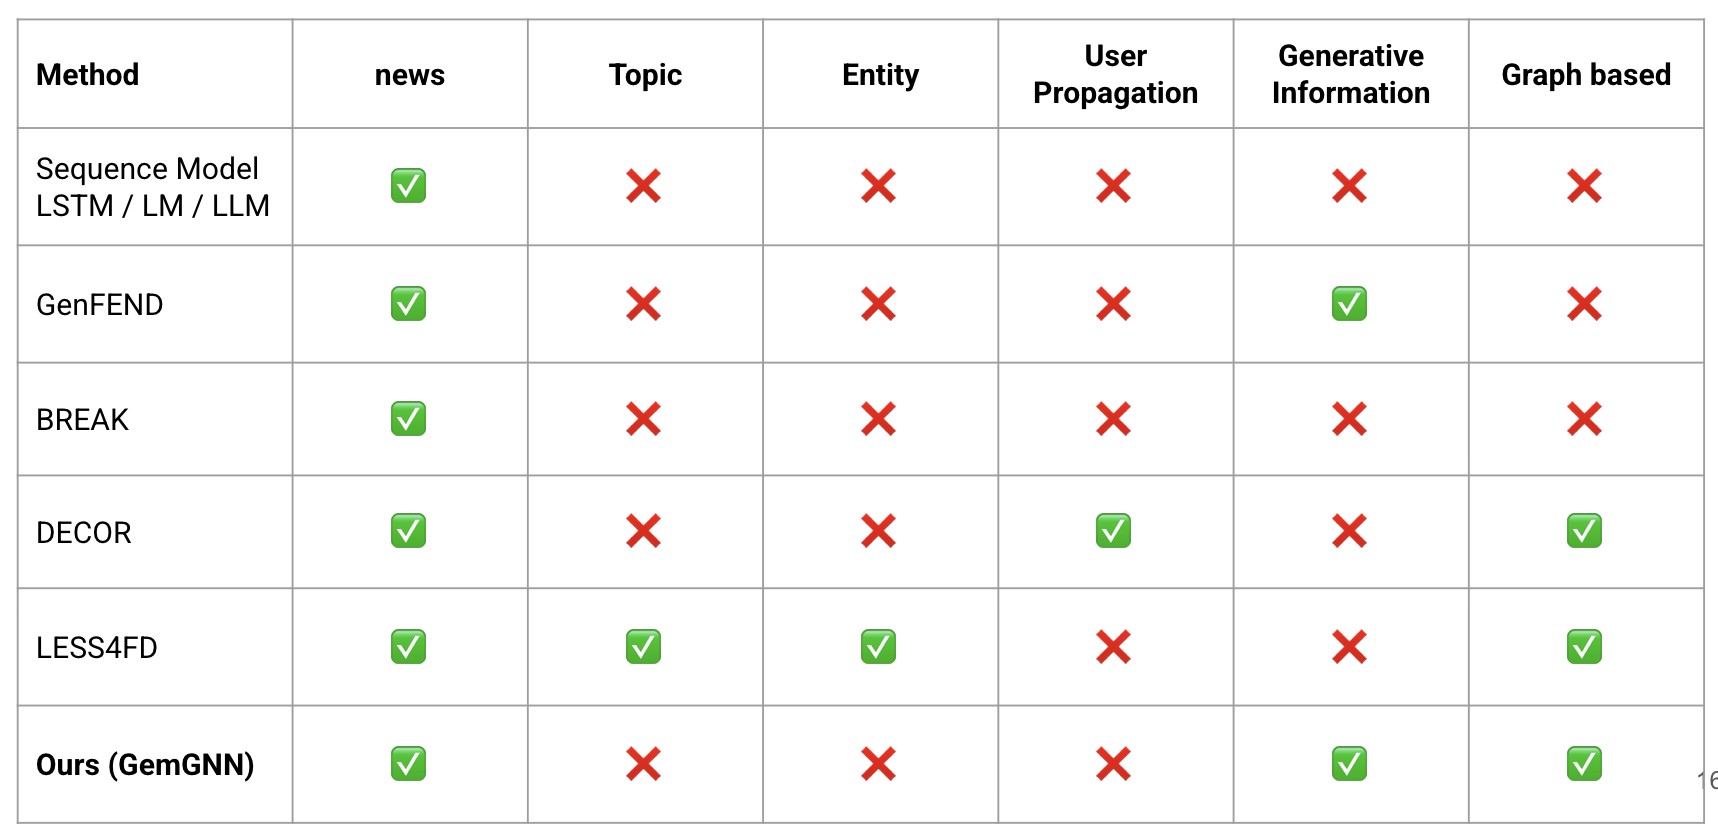 Method news Topic Entity User Propagation Generative Information Graph based
Sequence Model
LSTM / LM / LLM ✅ ❌ ❌ ❌ ❌ ❌
GenFEND ✅ ❌ ❌ ❌ ✅ ❌
BREAK ✅ ❌ ❌ ❌ ❌ ❌
DECOR ✅ ❌ ❌ ✅ ❌ ✅
LESS4FD ✅ ✅ ✅ ❌ ❌ ✅
Ours (GemGNN) ✅ ❌ ❌ ❌ ✅ ✅
16